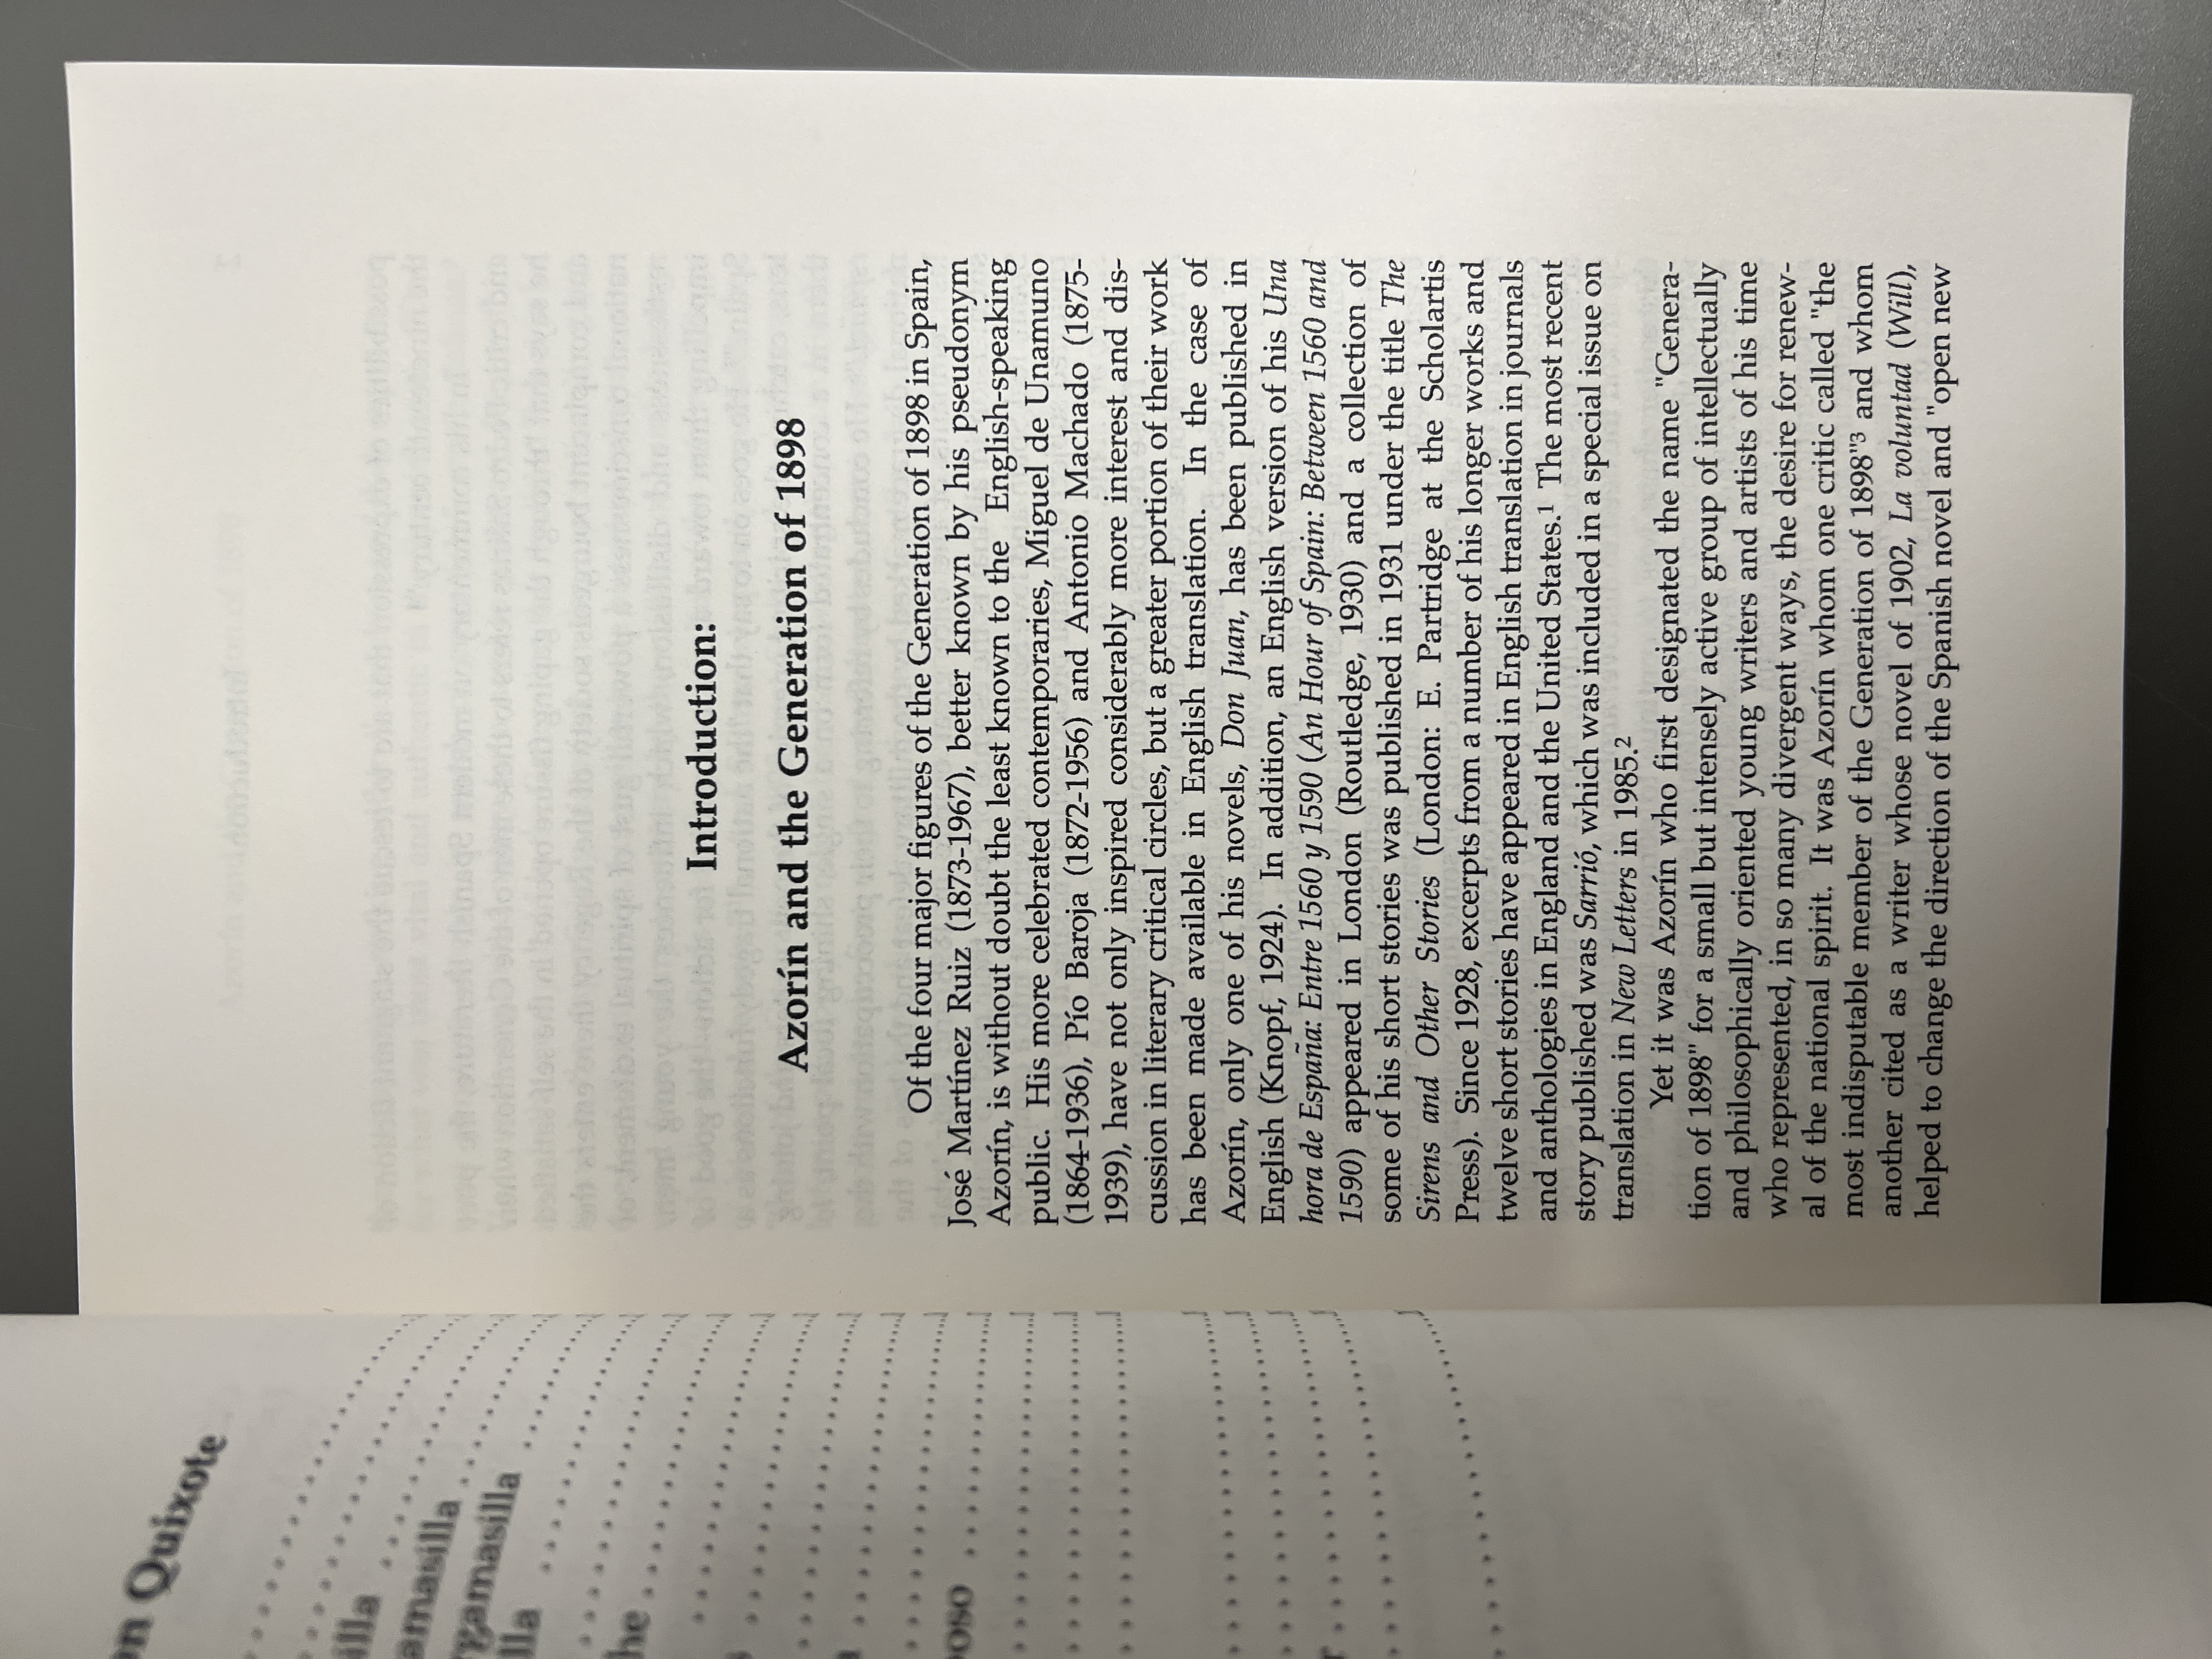 Introduction:
Azorín and the Generation of 1898
Of the four major figures of the Generation of 1898 in Spain,
José Martínez Ruiz (1873-1967), better known by his pseudonym
Azorín, is without doubt the least known to the English-speaking
public. His more celebrated contemporaries, Miguel de Unamuno
(1864-1936), Pío Baroja (1872-1956) and Antonio Machado (1875-
1939), have not only inspired considerably more interest and dis-
cussion in literary critical circles, but a greater portion of their work
has been made available in English translation. In the case of
Azorín, only one of his novels, Don Juan, has been published in
English (Knopf, 1924). In addition, an English version of his Una
hora de España: Entre 1560 y 1590 (An Hour of Spain: Between 1560 and
1590) appeared in London (Routledge, 1930) and a collection of
some of his short stories was published in 1931 under the title The
Sirens and Other Stories (London: E. Partridge at the Scholartis
Press). Since 1928, excerpts from a number of his longer works and
twelve short stories have appeared in English translation in journals
and anthologies in England and the United States.¹ The most recent
story published was Sarrió, which was included in a special issue on
translation in New Letters in 1985.²
Yet it was Azorín who first designated the name "Genera-
tion of 1898" for a small but intensely active group of intellectually
and philosophically oriented young writers and artists of his time
who represented, in so many divergent ways, the desire for renew-
al of the national spirit. It was Azorín whom one critic called "the
most indisputable member of the Generation of 1898"³ and whom
another cited as a writer whose novel of 1902, La voluntad (Will),
helped to change the direction of the Spanish novel and "open new
Quixote